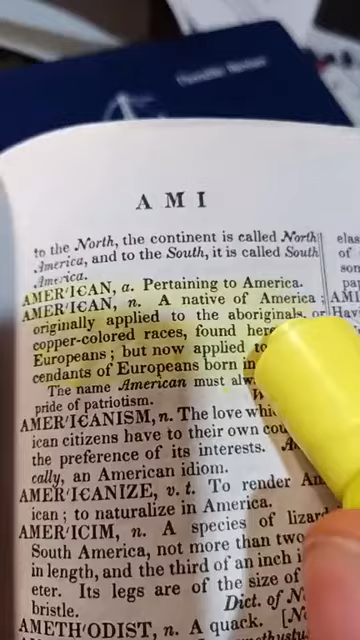 A M I
to the North, the continent is called North
America, and to the South, it is called South
America.
AMER'ICAN, a. Pertaining to America.
AMER'ICAN, n. A native of America;
originally applied to the aboriginals, or
copper-colored races, found here
Europeans; but now applied to
cendants of Europeans born in
The name American must alw
pride of patriotism.
AMER'ICANISM, n. The love whi
ican citizens have to their own cou
the preference of its interests.
cally, an American idiom.
AMER'ICANIZE, v. t. To render Am
ican; to naturalize in America.
AMER'ICIM, n. A species of lizard
South America, not more than two
in length, and the third of an inch i
eter. Its legs are of the size of
bristle. Dict. of N
AMETH'ODIST, n. A quack. [N
elas
of
son
pa
AMI